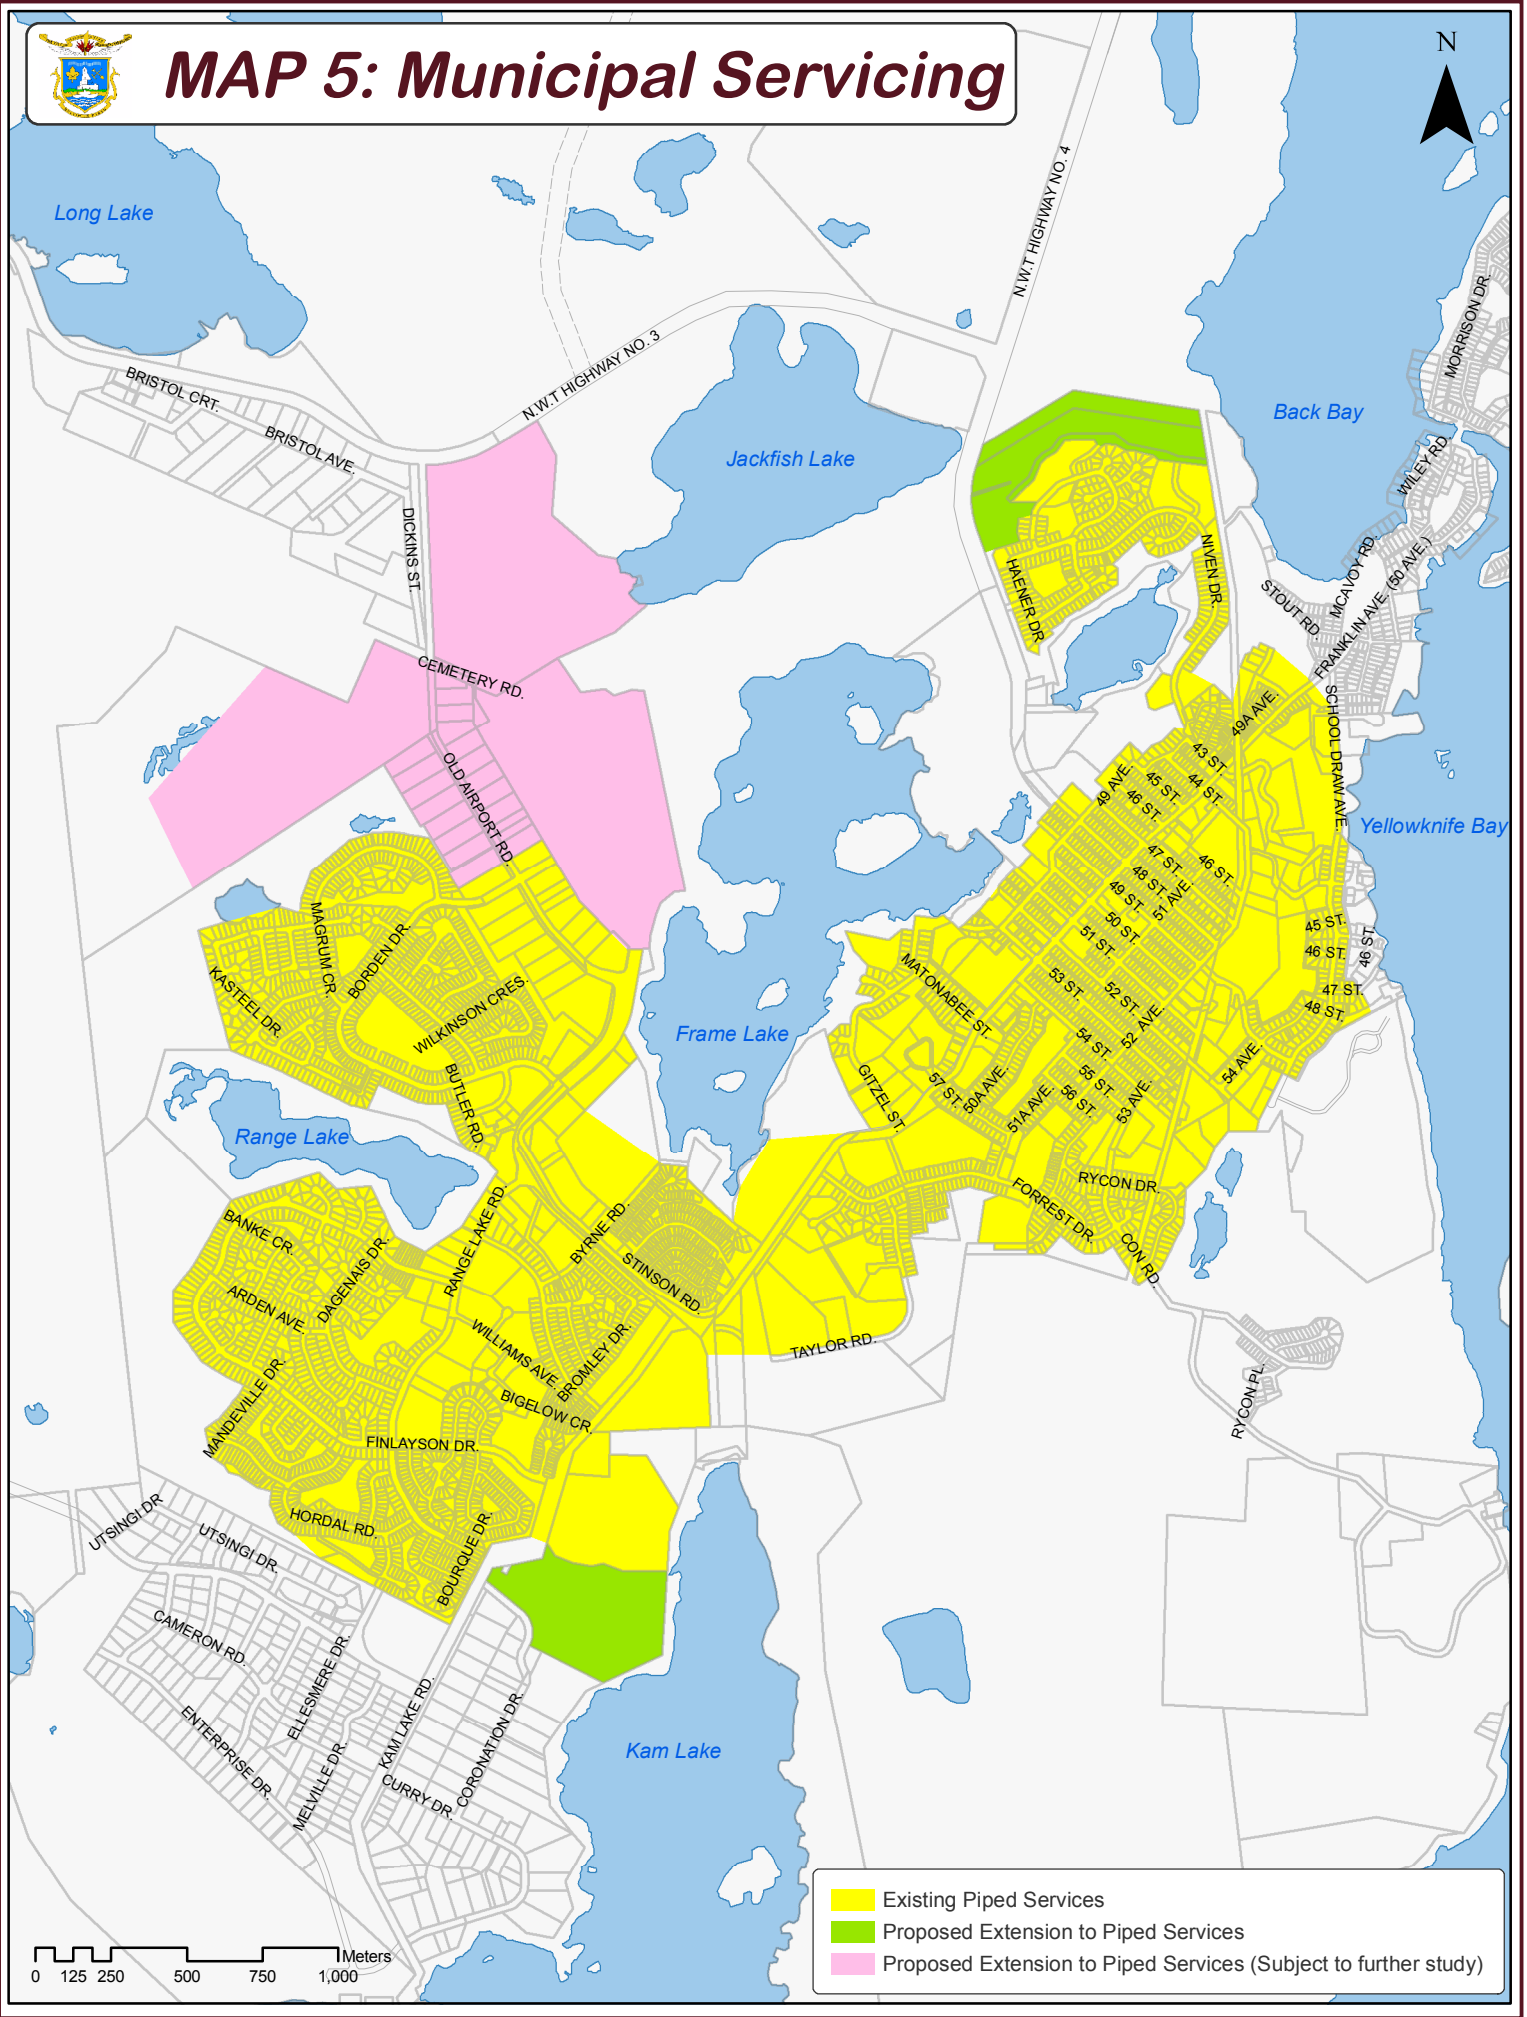 MAP 5: Municipal Servicing
N
Long Lake
N.W.T HIGHWAY NO. 4
N.W.T HIGHWAY NO. 3
MORRISON DR.
BRISTOL CRT.
BRISTOL AVE.
Jackfish Lake
Back Bay
WILEY RD.
DICKINS ST.
NIVEN DR.
HAENER DR
STOUT RD.
MCAVOY RD.
FRANKLIN AVE. (50 AVE.)
CEMETERY RD.
SCHOOL DRAW AVE.
49A AVE.
OLD AIRPORT RD.
43 ST.
44 ST.
45 ST.
46 ST.
49 AVE.
Yellowknife Bay
47 ST.
46 ST.
48 ST.
49 ST.
51 AVE.
50 ST.
51 ST.
45 ST.
46 ST.
46 ST.
MAGRUM CR.
BORDEN DR.
KASTEEL DR.
WILKINSON CRES.
MATONABEE ST.
53 ST.
52 ST.
52 AVE.
47 ST.
48 ST.
Frame Lake
54 ST.
54 AVE.
55 ST.
56 ST.
53 AVE.
57 ST.
50A AVE.
51A AVE.
GITZEL ST.
BUTLER RD.
Range Lake
RYCON DR.
FORREST DR.
CON RD.
BANKE CR.
DAGENAIS DR.
RANGE LAKE RD.
BYRNE RD.
STINSON RD.
ARDEN AVE.
WILLIAMS AVE.
BROMLEY DR.
TAYLOR RD.
BIGELOW CR.
MANDEVILLE DR.
FINLAYSON DR.
RYCON PL.
UTSINGI DR
UTSINGI DR.
HORDAL RD.
BOURQUE DR.
CAMERON RD.
ELLESMERE DR.
ENTERPRISE DR.
MELVILLE DR.
KAM LAKE RD.
CORONATION DR.
CURRY DR.
Kam Lake
Existing Piped Services
Proposed Extension to Piped Services
Proposed Extension to Piped Services (Subject to further study)
Meters
0 125 250 500 750 1,000